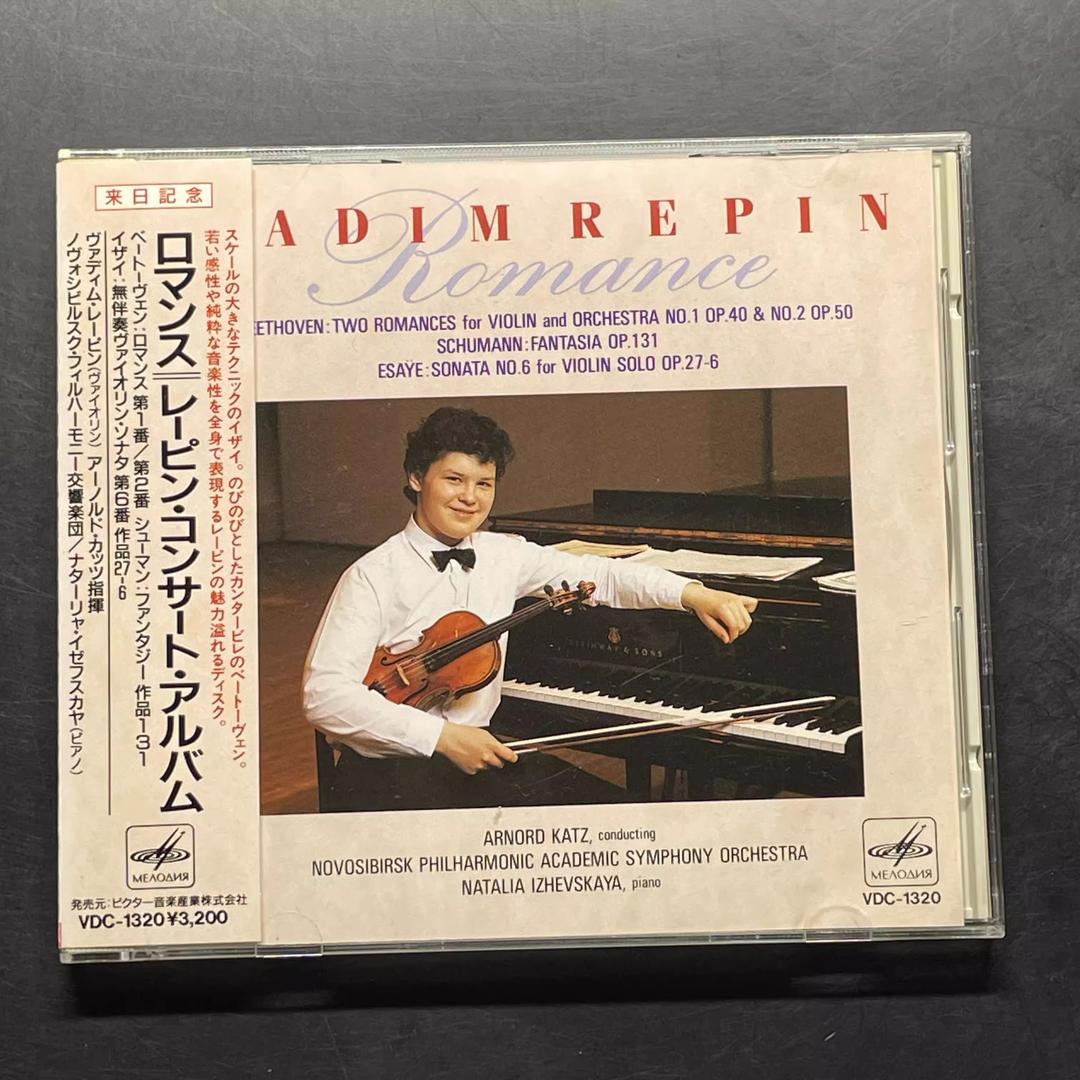 来日記念
スケールの大きなテクニックのイザイ。のびのびとしたカンタービレのベートーヴェン。
若い感性や純粋な音楽性を全身で表現するレーピンの魅力溢れるディスク。
ロマンス/レーピン・コンサート・アルバム
ベートーヴェン:ロマンス 第1番/第2番 シューマン:ファンタジー 作品131
イザイ:無伴奏ヴァイオリン・ソナタ 第6番 作品27-6
ヴァディム・レーピン(ヴァイオリン) アーノルド・カッツ指揮
ノヴォシビルスク・フィルハーモニー交響楽団/ナターリャ・イゼフスカヤ(ピアノ)
МЕЛОДИЯ
発売元:ビクター音楽産業株式会社
VDC-1320 ¥3,200
ADIM REPIN
Romance
EETHOVEN: TWO ROMANCES for VIOLIN and ORCHESTRA NO.1 OP.40 & NO.2 OP.50
SCHUMANN: FANTASIA OP.131
ESAŸE: SONATA NO.6 for VIOLIN SOLO OP.27-6
STEINWAY & SONS
ARNORD KATZ, conducting
NOVOSIBIRSK PHILHARMONIC ACADEMIC SYMPHONY ORCHESTRA
NATALIA IZHEVSKAYA, piano
МЕЛОДИЯ
VDC-1320